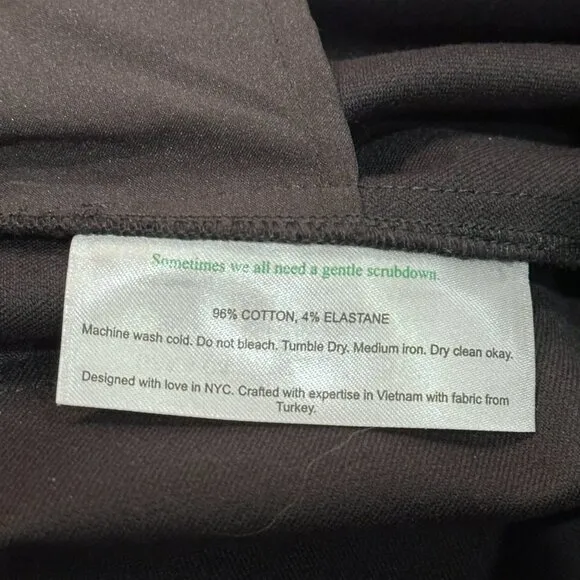 Sometimes we all need a gentle scrubdown.
96% COTTON, 4% ELASTANE
Machine wash cold. Do not bleach. Tumble Dry. Medium iron. Dry clean okay.
Designed with love in NYC. Crafted with expertise in Vietnam with fabric from
Turkey.